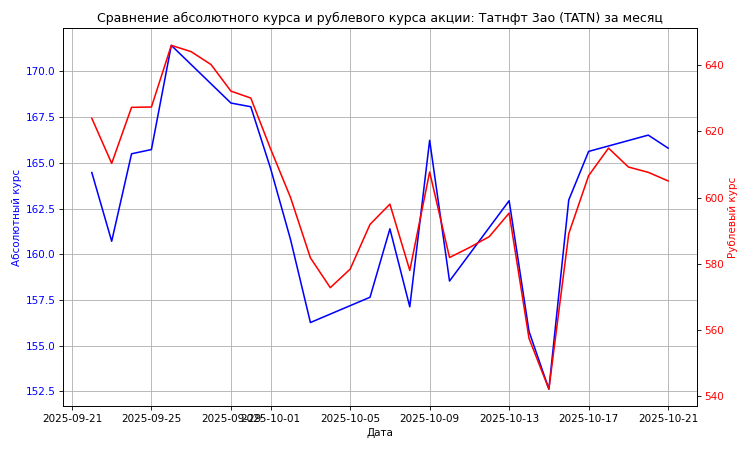 Сравнение абсолютного курса и рублевого курса акции: Татнфт 3ао (TATN) за месяц
Абсолютный курс
170.0
167.5
165.0
162.5
160.0
157.5
155.0
152.5
640
620
600
580
560
540
Рублевый курс
2025-09-21 2025-09-25 2025-09-29 2025-10-01 2025-10-05 2025-10-09 2025-10-13 2025-10-17 2025-10-21
Дата